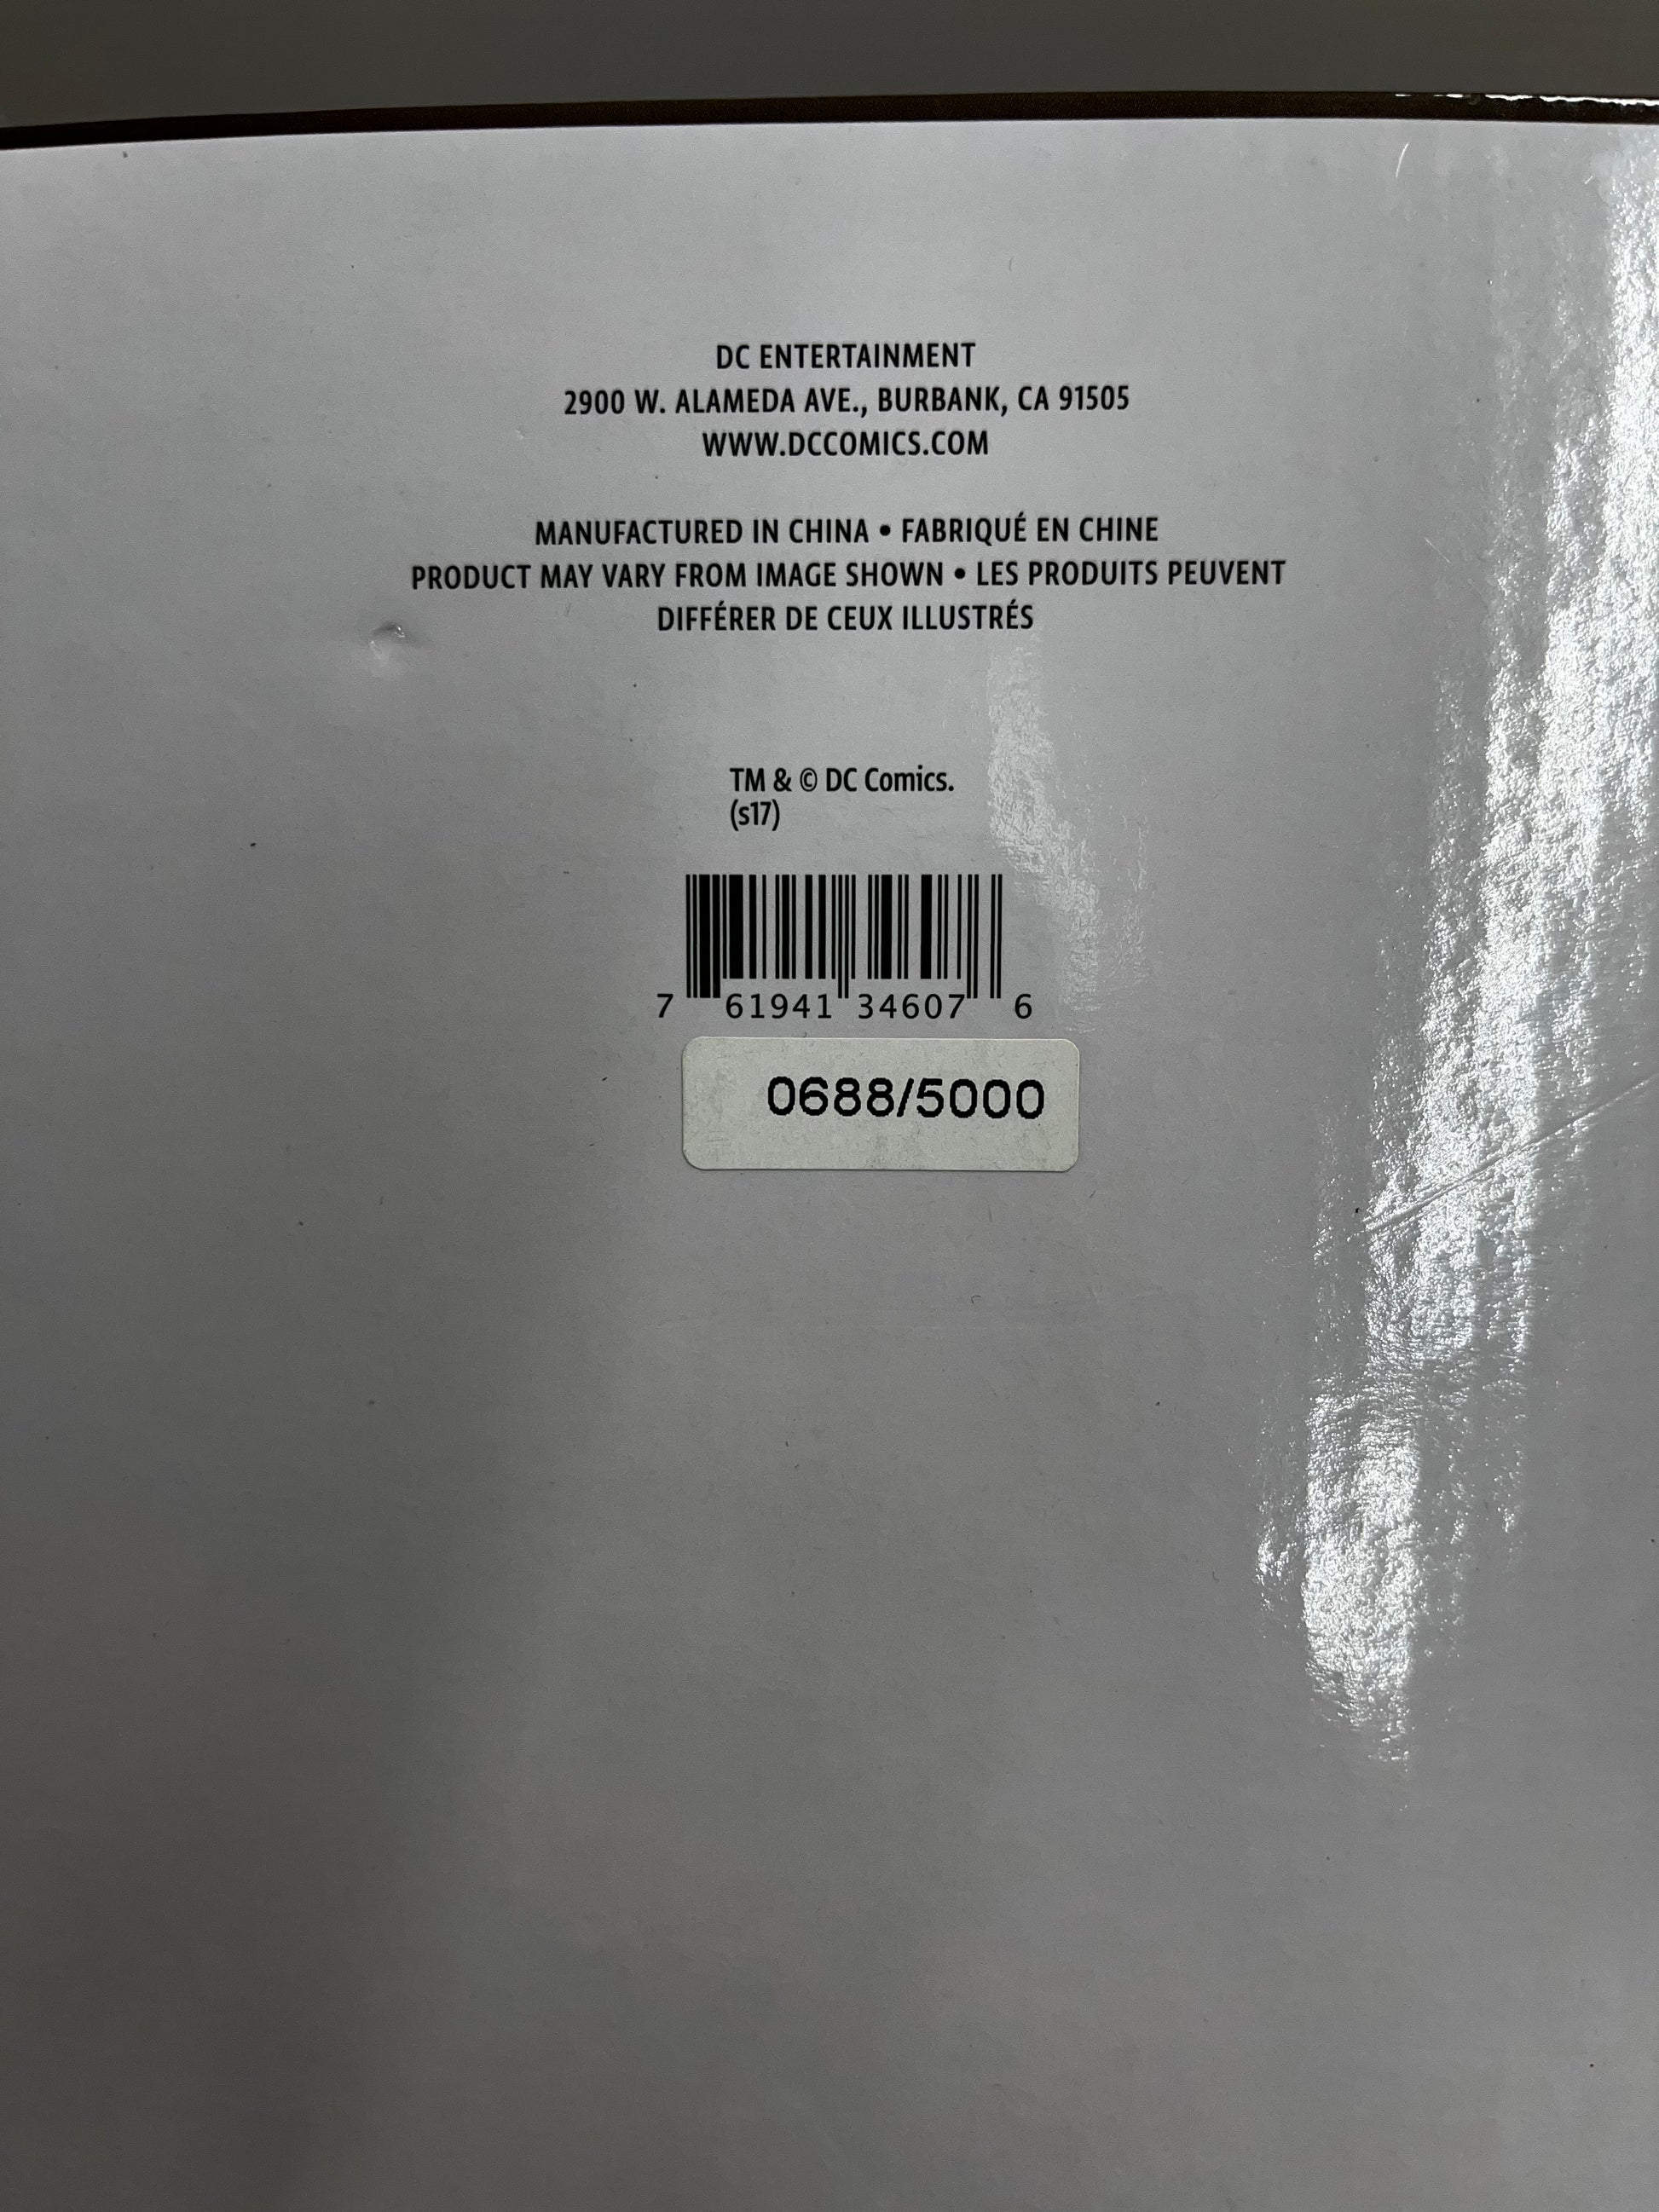 DC ENTERTAINMENT
2900 W. ALAMEDA AVE., BURBANK, CA 91505
WWW.DCCOMICS.COM
MANUFACTURED IN CHINA • FABRIQUÉ EN CHINE
PRODUCT MAY VARY FROM IMAGE SHOWN • LES PRODUITS PEUVENT
DIFFÉRER DE CEUX ILLUSTRÉS
TM & © DC Comics.
(s17)
7 61941 34607 6
0688/5000